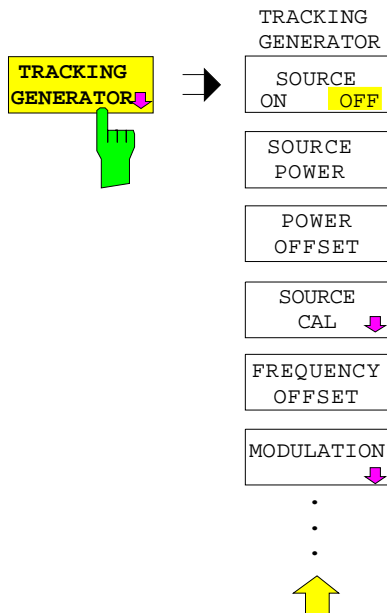 TRACKING
GENERATOR
TRACKING
GENERATOR
SOURCE
ON OFF
SOURCE
POWER
POWER
OFFSET
SOURCE
CAL
FREQUENCY
OFFSET
MODULATION
.
.
.